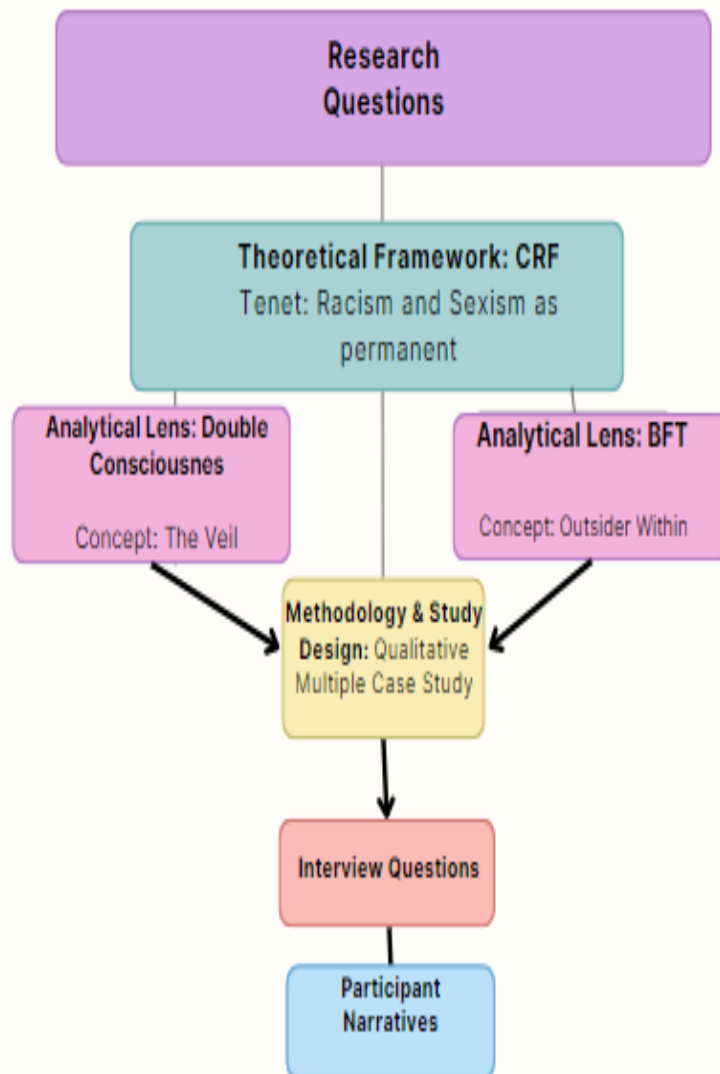 Research
Questions
Theoretical Framework: CRF
Tenet: Racism and Sexism as
permanent
Analytical Lens: Double
Consciousnes
Concept: The Veil
Analytical Lens: BFT
Concept: Outsider Within
Methodology & Study
Design: Qualitative
Multiple Case Study
Interview Questions
Participant
Narratives